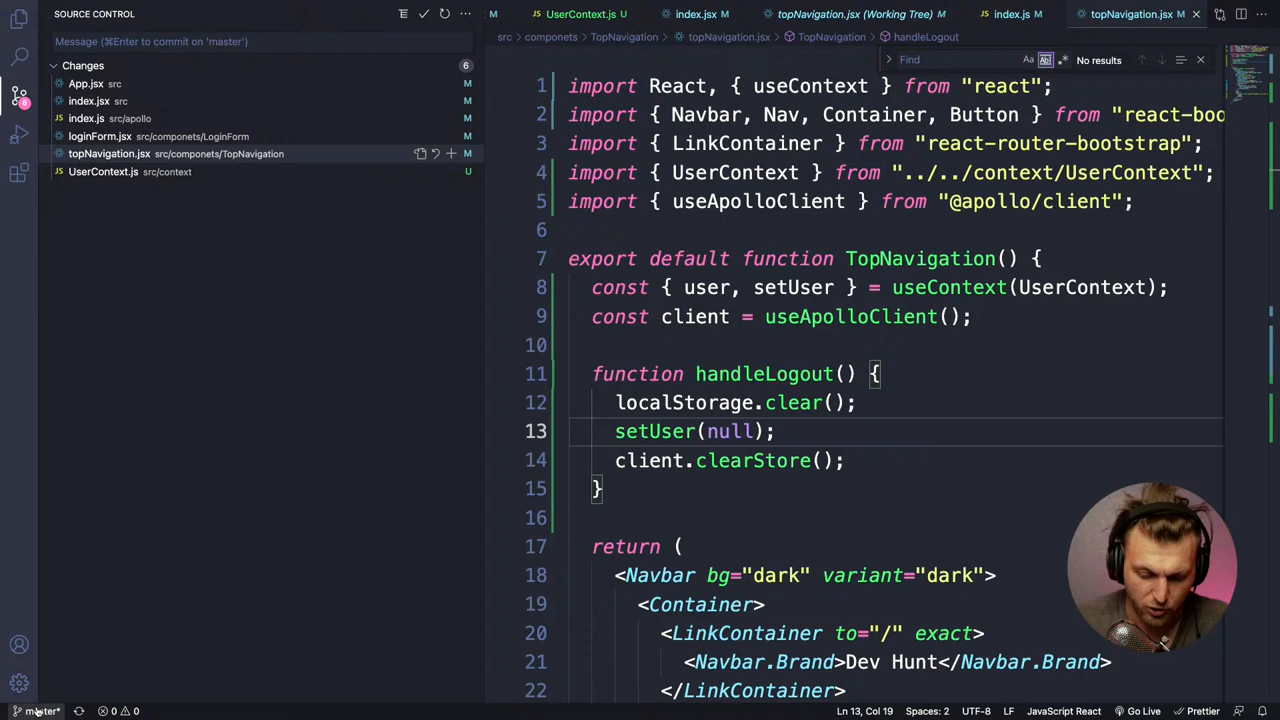 SOURCE CONTROL
Message (⌘Enter to commit on 'master')
Changes 6
App.jsx src M
index.jsx src M
index.js src/apollo M
loginForm.jsx src/componets/LoginForm M
topNavigation.jsx src/componets/TopNavigation M
UserContext.js src/context U
6
M
UserContext.js U
index.jsx M
topNavigation.jsx (Working Tree) M
index.js M
topNavigation.jsx M
src componets TopNavigation topNavigation.jsx TopNavigation handleLogout
Find Aa No results
1 import React, { useContext } from "react";
2 import { Navbar, Nav, Container, Button } from "react-boo
3 import { LinkContainer } from "react-router-bootstrap";
4 import { UserContext } from "../../context/UserContext";
5 import { useApolloClient } from "@apollo/client";
6
7 export default function TopNavigation() {
8 const { user, setUser } = useContext(UserContext);
9 const client = useApolloClient();
10
11 function handleLogout() {
12 localStorage.clear();
13 setUser(null);
14 client.clearStore();
15 }
16
17 return (
18 <Navbar bg="dark" variant="dark">
19 <Container>
20 <LinkContainer to="/" exact>
21 <Navbar.Brand>Dev Hunt</Navbar.Brand>
22 </LinkContainer>
master* 0 0 Ln 13, Col 19 Spaces: 2 UTF-8 LF JavaScript React Go Live Prettier